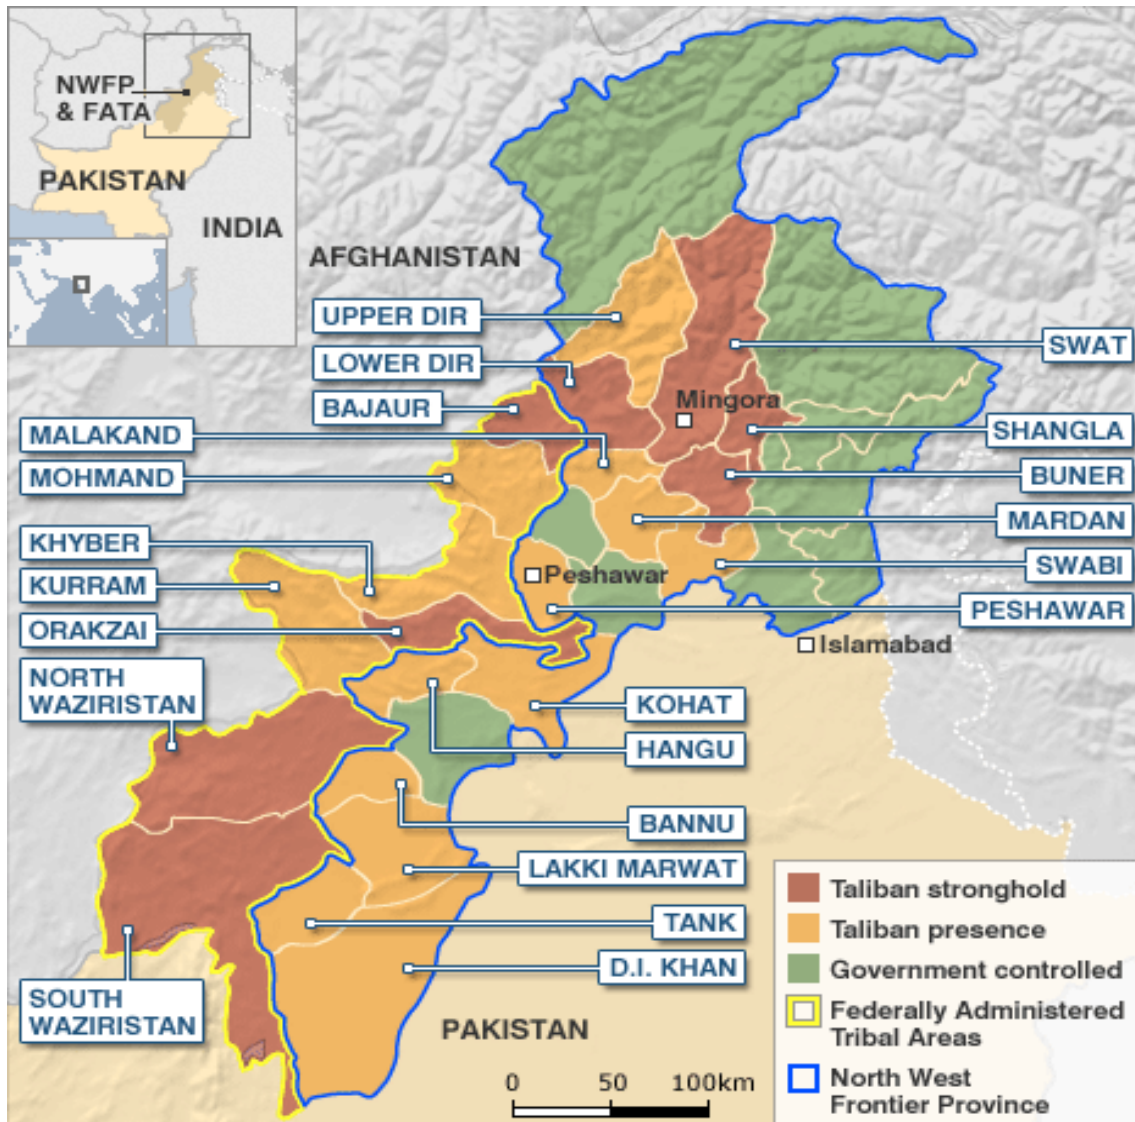 NWFP
& FATA
PAKISTAN
INDIA
AFGHANISTAN
UPPER DIR
SWAT
LOWER DIR
BAJAUR
Mingora
MALAKAND
SHANGLA
MOHMAND
BUNER
MARDAN
KHYBER
SWABI
KURRAM
Peshawar
PESHAWAR
ORAKZAI
Islamabad
NORTH
WAZIRISTAN
KOHAT
HANGU
BANNU
LAKKI MARWAT
TANK
D.I. KHAN
SOUTH
WAZIRISTAN
PAKISTAN
0 50 100km
Taliban stronghold
Taliban presence
Government controlled
Federally Administered
Tribal Areas
North West
Frontier Province